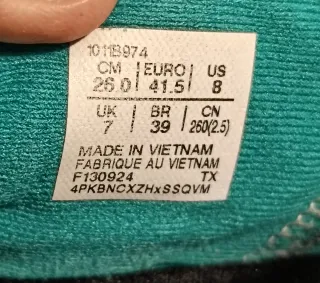 1011B974
CM | EURO | US
26.0 | 41.5 | 8
UK | BR | CN
7 | 39 | 260(2.5)
MADE IN VIETNAM
FABRIQUE AU VIETNAM
F130924 TX
4PKBNCXZHxSSQVM